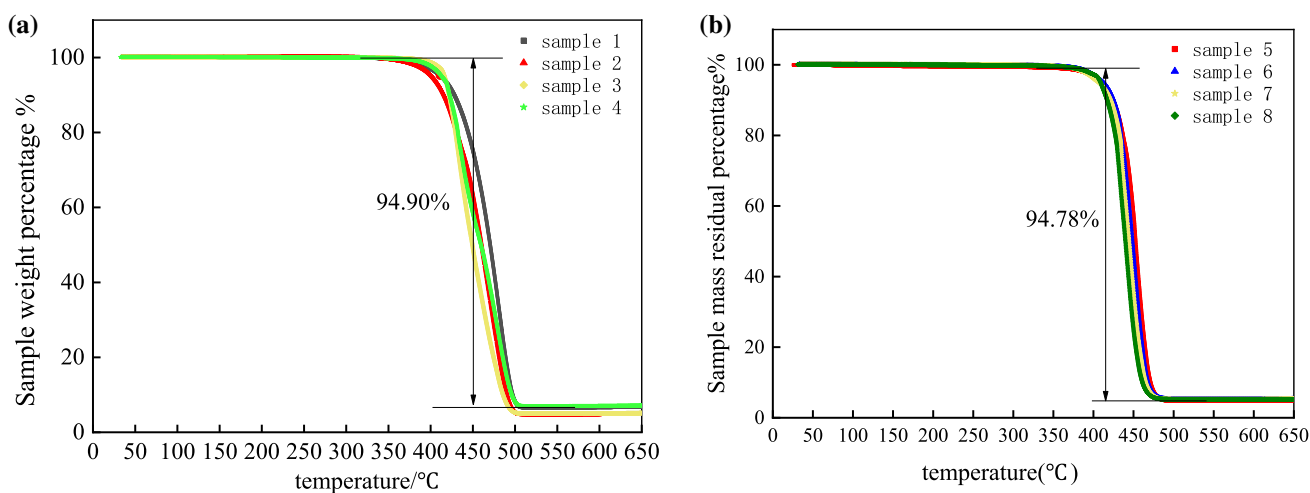 (a)
sample 1
sample 2
sample 3
sample 4
94.90%
Sample weight percentage %
100
80
60
40
20
0
0 50 100 150 200 250 300 350 400 450 500 550 600 650
temperature/℃
(b)
sample 5
sample 6
sample 7
sample 8
94.78%
Sample mass residual percentage%
100
80
60
40
20
0
0 50 100 150 200 250 300 350 400 450 500 550 600 650
temperature(℃)